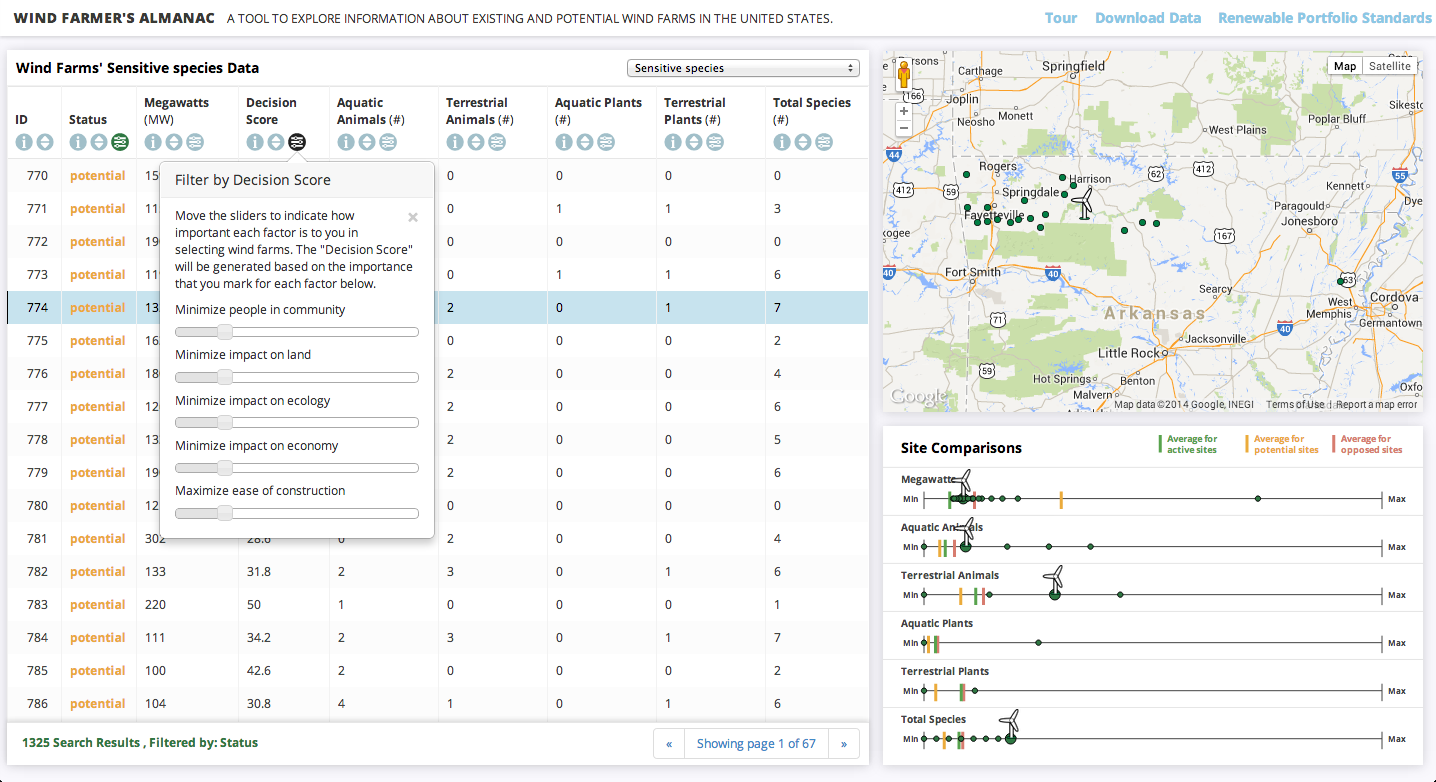 WIND FARMER'S ALMANAC A TOOL TO EXPLORE INFORMATION ABOUT EXISTING AND POTENTIAL WIND FARMS IN THE UNITED STATES.
Tour Download Data Renewable Portfolio Standards
Wind Farms' Sensitive species Data
Sensitive species
ID Status Megawatts (MW) Decision Score Aquatic Animals (#) Terrestrial Animals (#) Aquatic Plants (#) Terrestrial Plants (#) Total Species (#)
770 potential 15 0 0 0 0
771 potential 11 0 1 1 3
772 potential 19 0 0 0 0
773 potential 11 0 1 1 6
774 potential 13 2 0 1 7
775 potential 16 0 0 0 2
776 potential 18 2 0 0 4
777 potential 12 2 0 0 6
778 potential 13 2 0 0 5
779 potential 19 2 0 0 6
780 potential 12 0 0 0 0
781 potential 302 28.6 0 2 0 0 4
782 potential 133 31.8 2 3 0 1 6
783 potential 220 50 1 0 0 0 1
784 potential 111 34.2 2 3 0 1 7
785 potential 100 42.6 2 0 0 0 2
786 potential 104 30.8 4 1 0 1 6
Filter by Decision Score
Move the sliders to indicate how
important each factor is to you in
selecting wind farms. The "Decision Score"
will be generated based on the importance
that you mark for each factor below.
×
Minimize people in community
Minimize impact on land
Minimize impact on ecology
Minimize impact on economy
Maximize ease of construction
1325 Search Results , Filtered by: Status
« Showing page 1 of 67 »
Map Satellite
+
−
Parsons
Carthage
Springfield
166
Joplin
Neosho
Monett
Sikest
Poplar Bluff
West Plains
44
Rogers
Harrison
62
412
55
412
59
Springdale
Kennett
Fayetteville
Paragould
Jonesboro
Dye
kogee
167
40
Fort Smith
40
63
Searcy
West Memphis
Cordova
Germantown
71
Arkansas
40
Jacksonville
Little Rock
59
Hot Springs
Benton
Malvern
Oxfo
Google
Map data ©2014 Google, INEGI Terms of Use Report a map error
Site Comparisons
Average for active sites
Average for potential sites
Average for opposed sites
Megawatts
Min Max
Aquatic Animals
Min Max
Terrestrial Animals
Min Max
Aquatic Plants
Min Max
Terrestrial Plants
Min Max
Total Species
Min Max